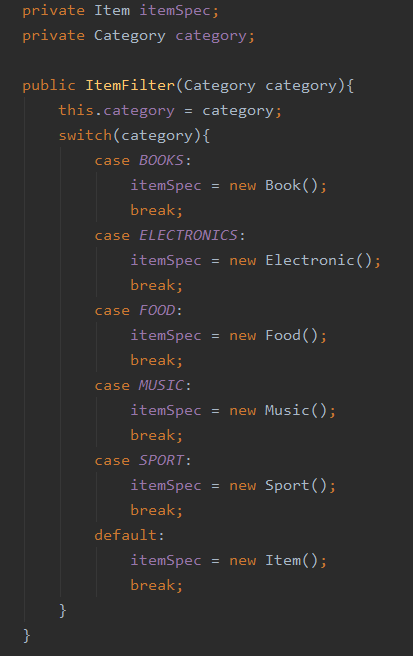 private Item itemSpec;
private Category category;
public ItemFilter(Category category){
this.category = category;
switch(category){
case BOOKS:
itemSpec = new Book();
break;
case ELECTRONICS:
itemSpec = new Electronic();
break;
case FOOD:
itemSpec = new Food();
break;
case MUSIC:
itemSpec = new Music();
break;
case SPORT:
itemSpec = new Sport();
break;
default:
itemSpec = new Item();
break;
}
}